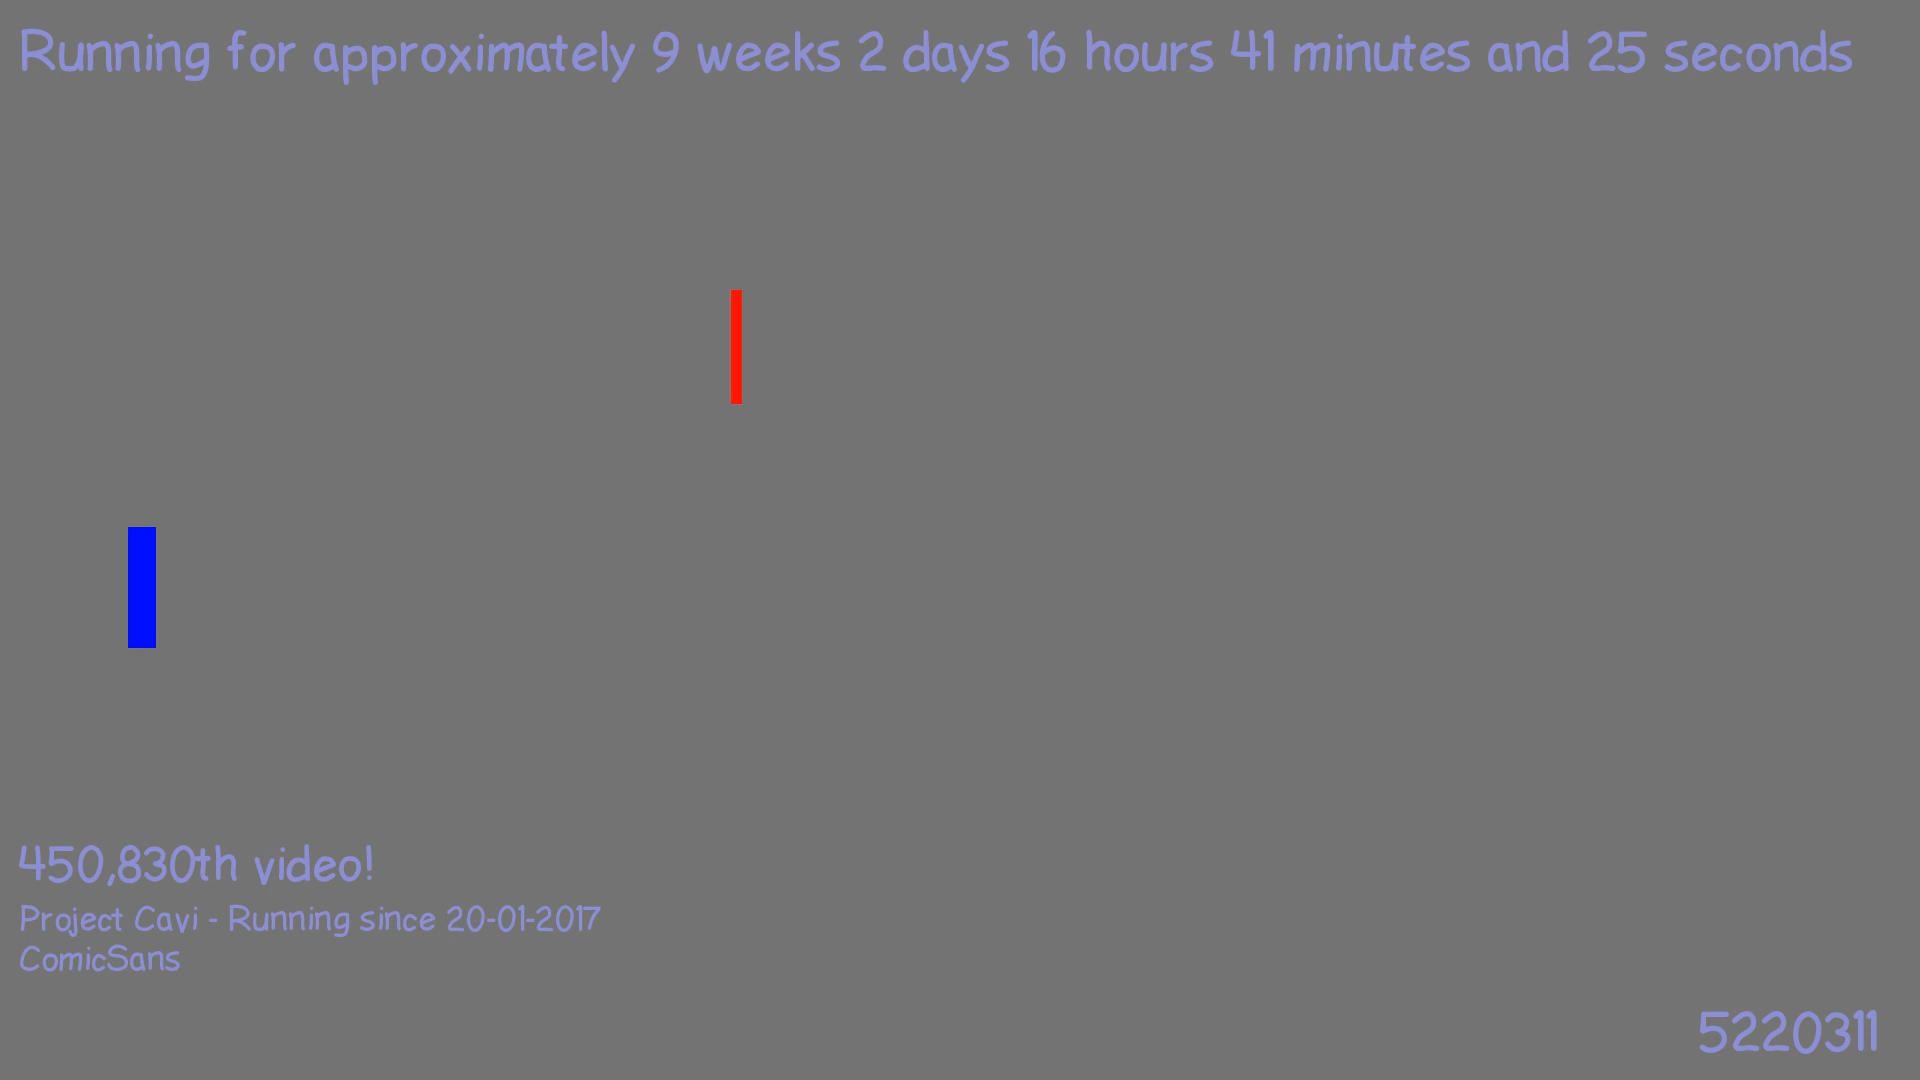 Running for approximately 9 weeks 2 days 16 hours 41 minutes and 25 seconds
450,830th video!
Project Cavi - Running since 20-01-2017
ComicSans
5220311